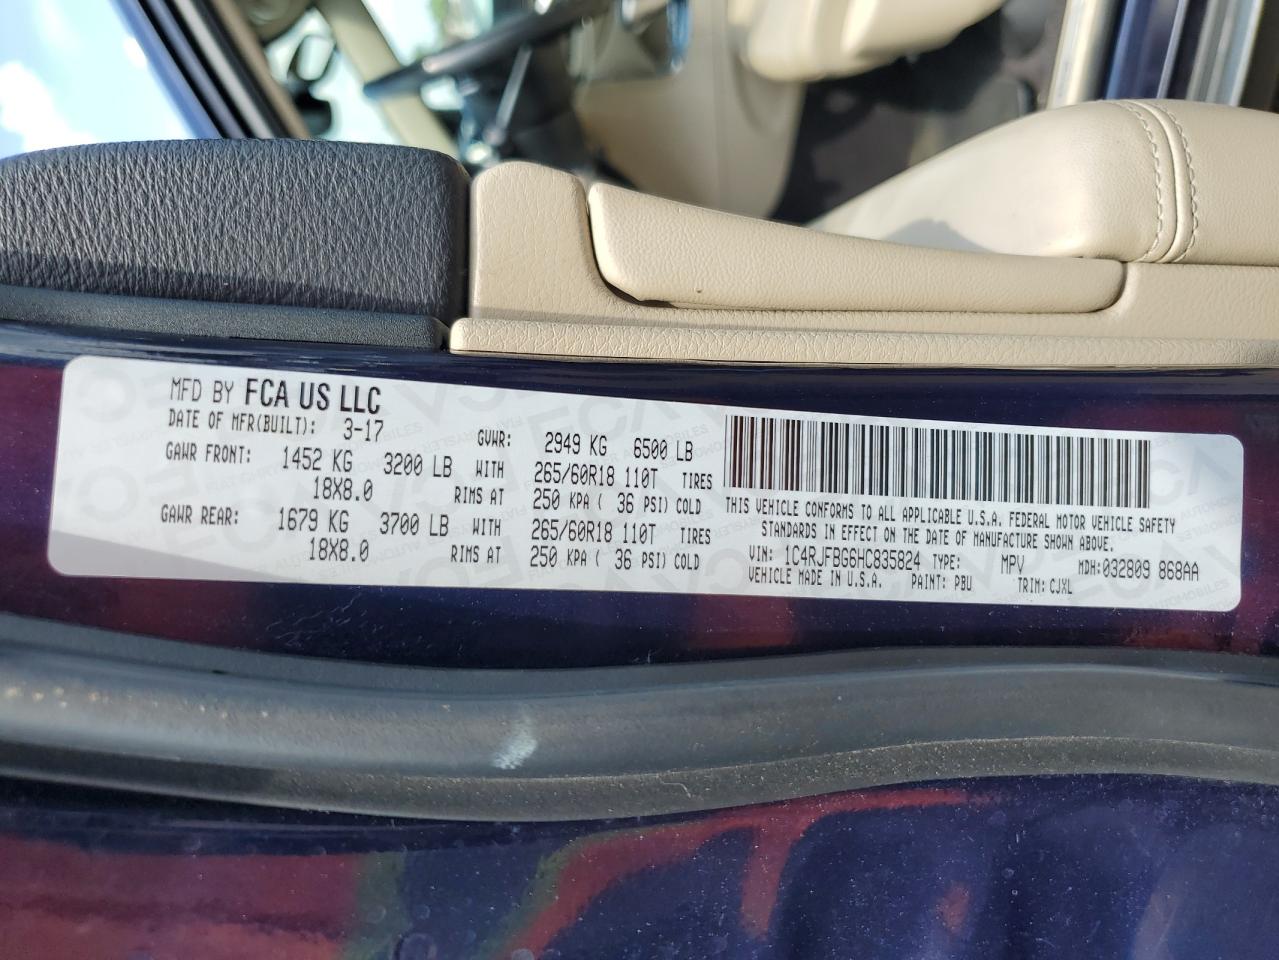 MFD BY FCA US LLC
DATE OF MFR(BUILT): 3-17 GVWR: 2949 KG 6500 LB
GAWR FRONT: 1452 KG 3200 LB WITH 265/60R18 110T TIRES
18X8.0 RIMS AT 250 KPA ( 36 PSI) COLD
GAWR REAR: 1679 KG 3700 LB WITH 265/60R18 110T TIRES
18X8.0 RIMS AT 250 KPA ( 36 PSI) COLD
THIS VEHICLE CONFORMS TO ALL APPLICABLE U.S.A. FEDERAL MOTOR VEHICLE SAFETY
STANDARDS IN EFFECT ON THE DATE OF MANUFACTURE SHOWN ABOVE.
VIN: 1C4RJFBG6HC835824 TYPE: MPV MDH:032809 868AA
VEHICLE MADE IN U.S.A. PAINT: PBU TRIM: CJXL